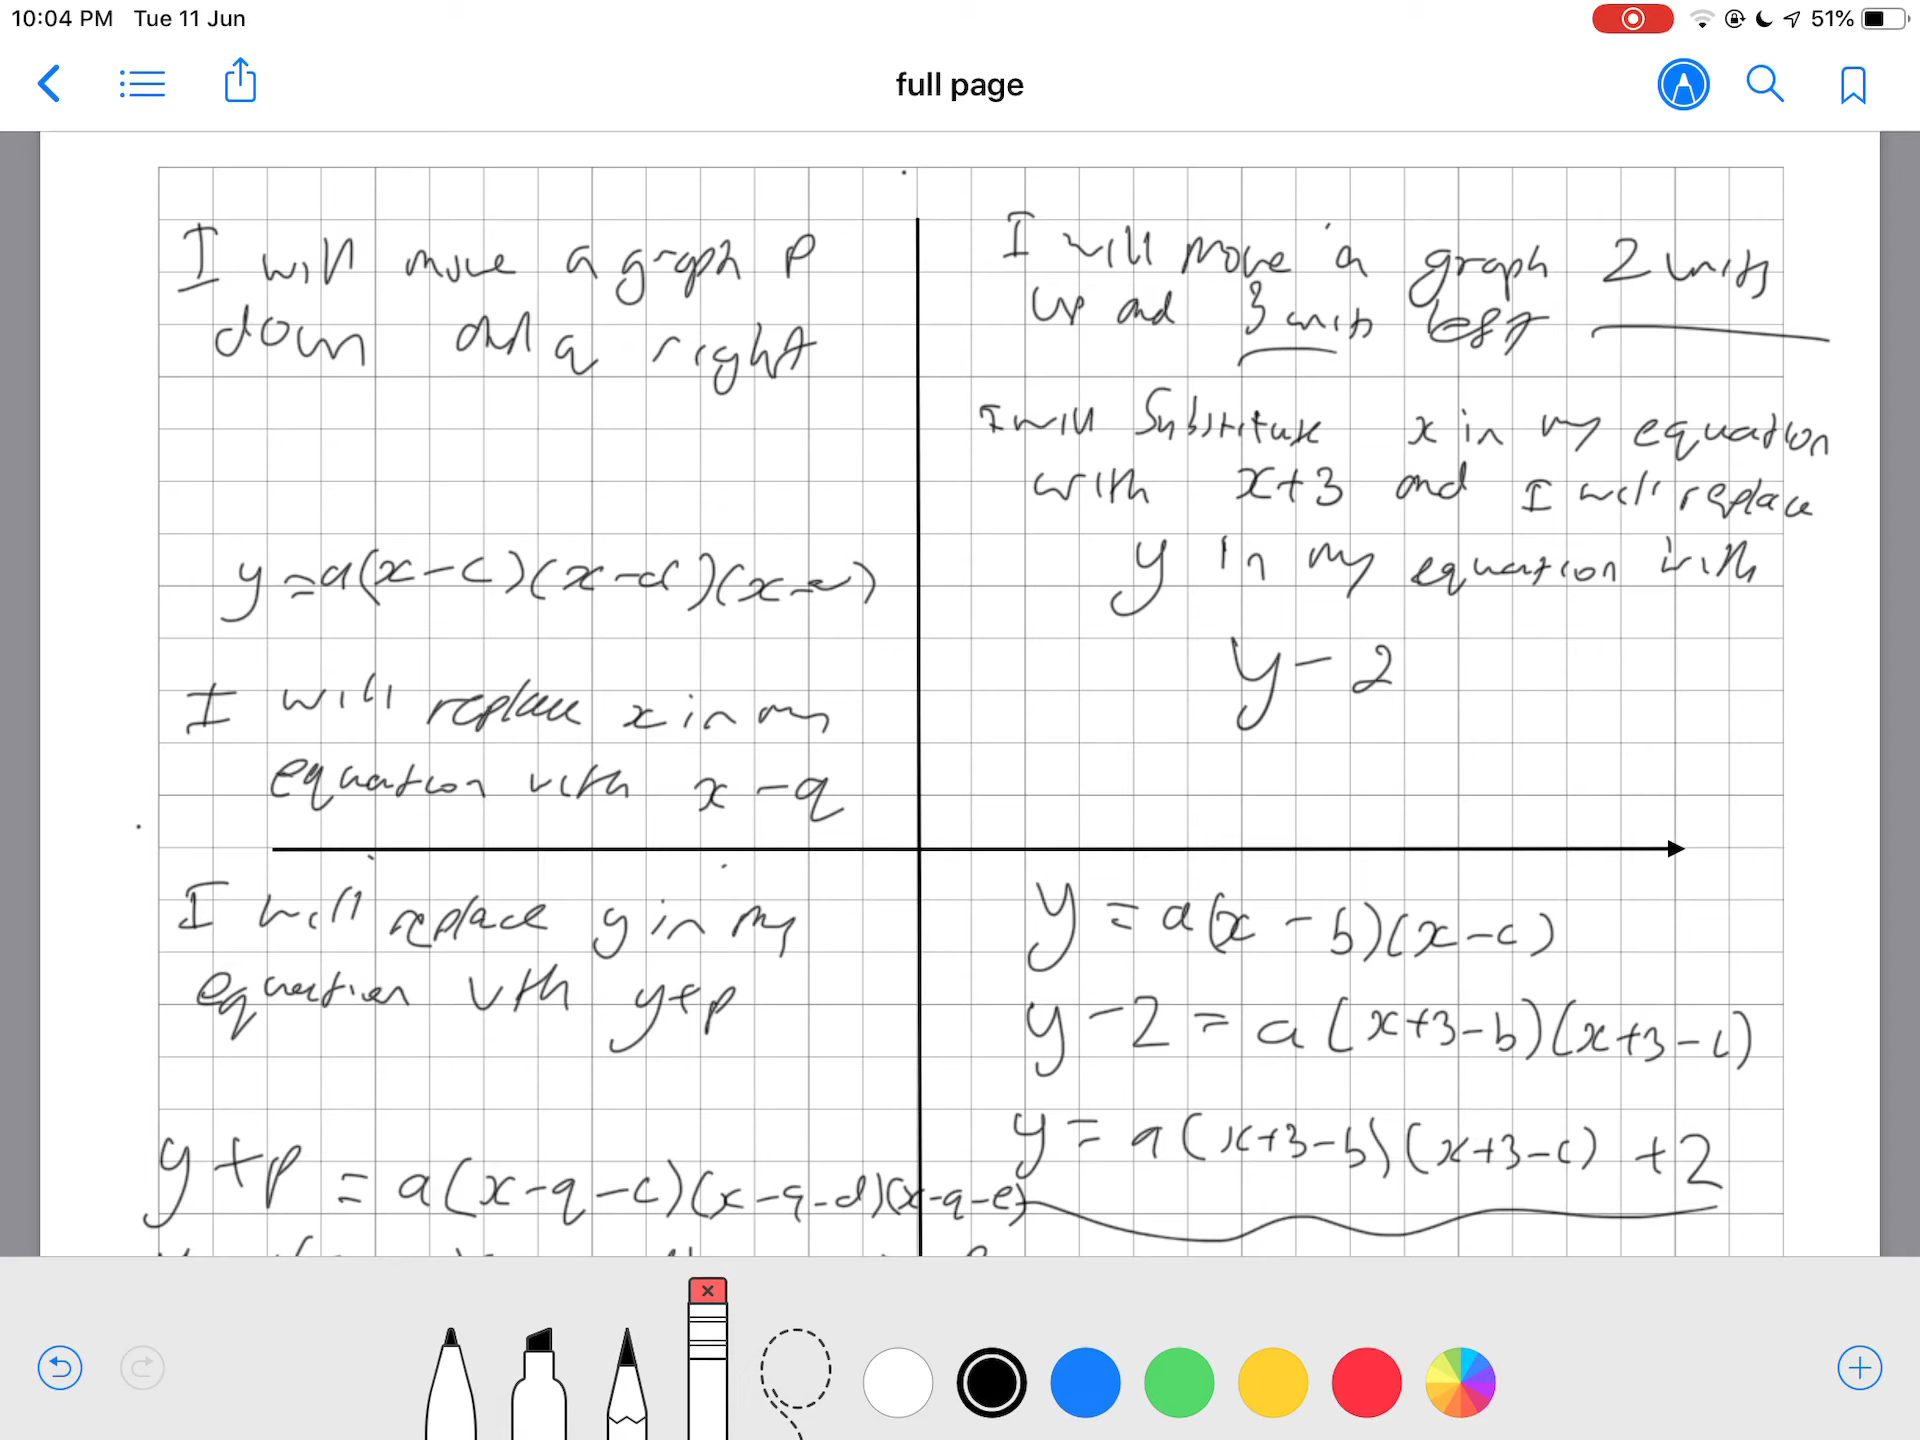 10:04 PM Tue 11 Jun
51%
full page
I will move a graph p
down and q right
y=a(x-c)(x-d)(x-e)
I will replace x in my
equation with x-q
I will replace y in my
equation with y+p
y+p = a(x-q-c)(x-q-d)(x-q-e)
I will move a graph 2 units
up and 3 units left
I will Substitute x in my equation
with x+3 and I will replace
y in my equation with
y-2
y = a(x-b)(x-c)
y-2 = a(x+3-b)(x+3-c)
y = a(x+3-b)(x+3-c) +2